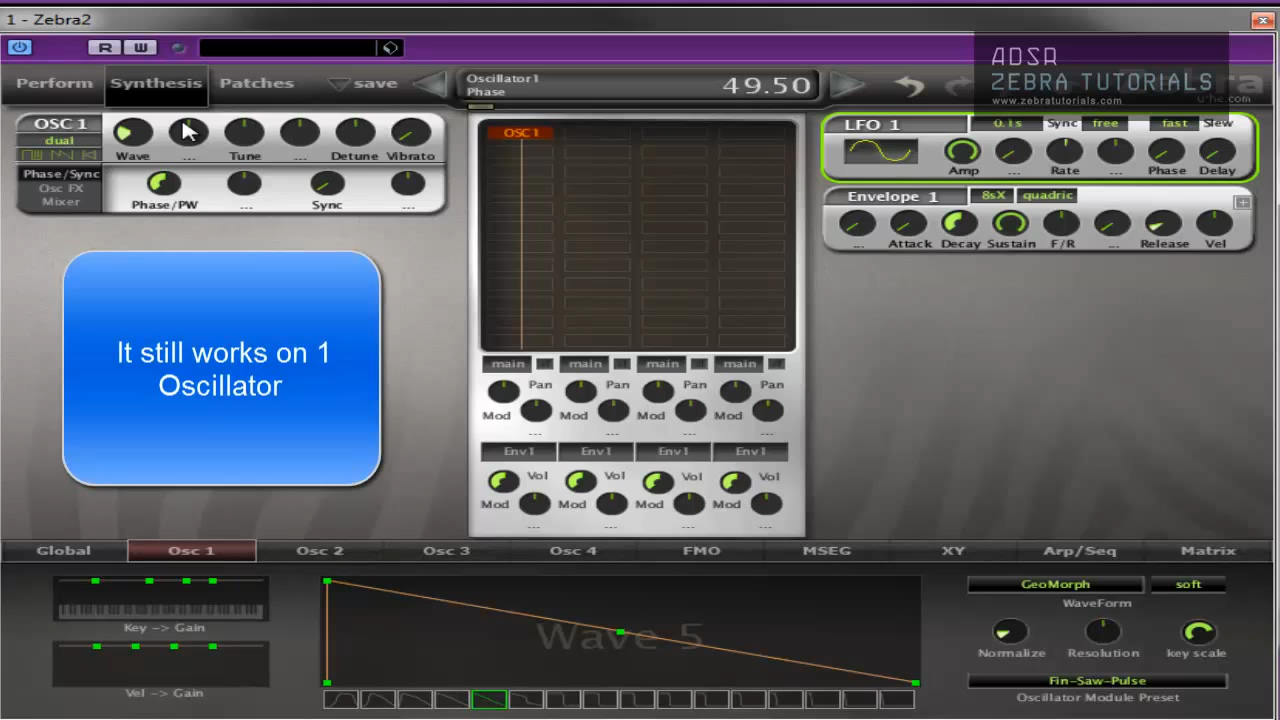 1 - Zebra2
R W
ADSR
ZEBRA TUTORIALS
www.zebratutorials.com
u-he.com
Perform Synthesis Patches save
Oscillator1
Phase
49.50
OSC 1
dual
Wave ... Tune ... Detune Vibrato
Phase/Sync
Osc FX
Mixer
Phase/PW ... Sync ...
It still works on 1
Oscillator
OSC 1
main main main main
Pan Pan Pan Pan
Mod Mod Mod Mod
... ... ... ...
Env1 Env1 Env1 Env1
Vol Vol Vol Vol
Mod Mod Mod Mod
... ... ... ...
LFO 1 0.1s Sync free fast Slew
Amp ... Rate ... Phase Delay
Envelope 1 8sX quadric
... Attack Decay Sustain F/R ... Release Vel
Global Osc 1 Osc 2 Osc 3 Osc 4 FMO MSEG XY Arp/Seq Matrix
Key -> Gain
Vel -> Gain
Wave 5
GeoMorph soft
WaveForm
Normalize Resolution key scale
Fin-Saw-Pulse
Oscillator Module Preset